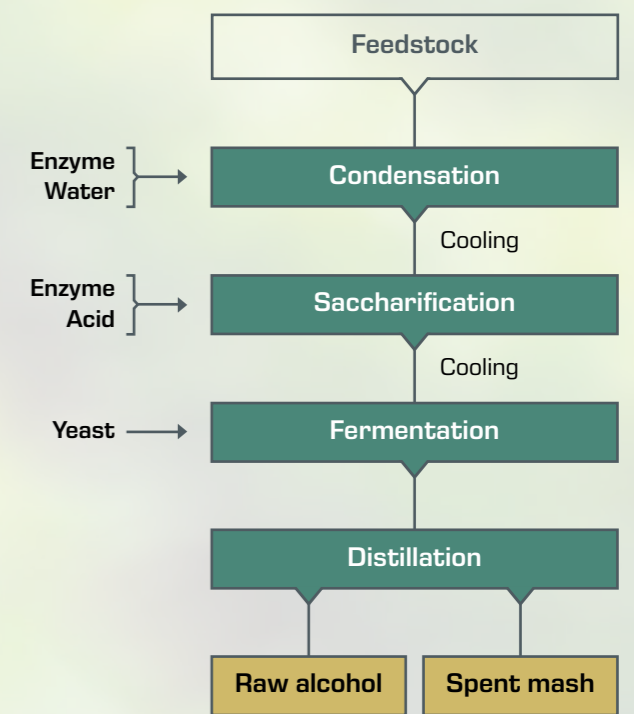 Feedstock
Enzyme
Water
Condensation
Cooling
Enzyme
Acid
Saccharification
Cooling
Yeast
Fermentation
Distillation
Raw alcohol
Spent mash